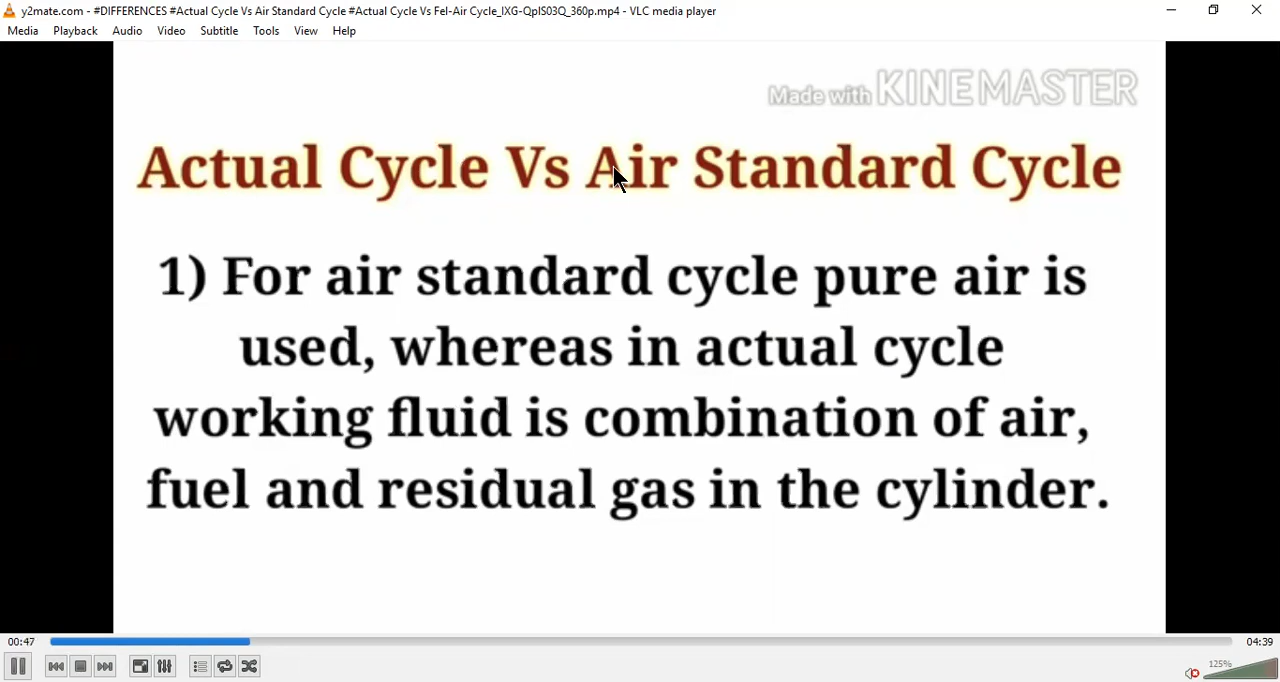 y2mate.com - #DIFFERENCES #Actual Cycle Vs Air Standard Cycle #Actual Cycle Vs Fel-Air Cycle_IXG-QpIS03Q_360p.mp4 - VLC media player
Media Playback Audio Video Subtitle Tools View Help
Made with KINEMASTER
Actual Cycle Vs Air Standard Cycle
1) For air standard cycle pure air is
used, whereas in actual cycle
working fluid is combination of air,
fuel and residual gas in the cylinder.
00:47 04:39
125%